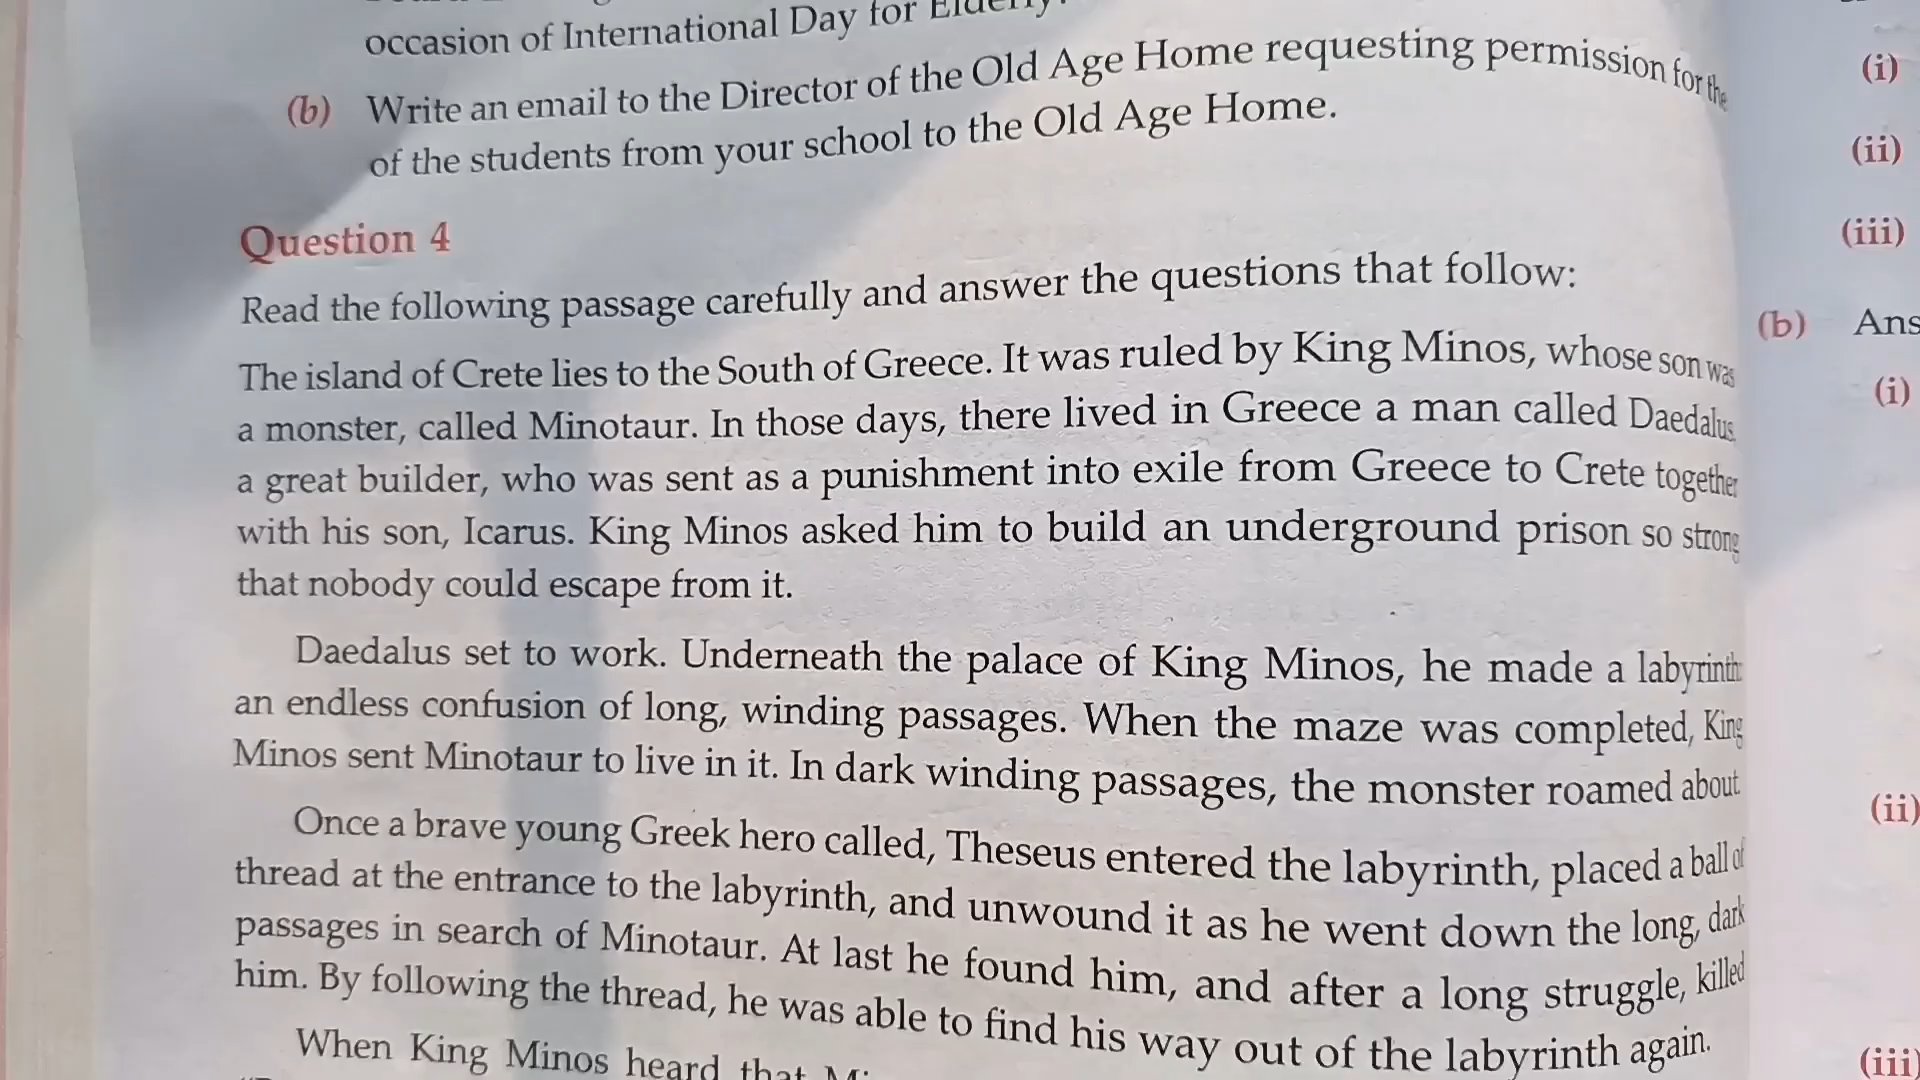 occasion of International Day for Elderly.
(b) Write an email to the Director of the Old Age Home requesting permission for the
of the students from your school to the Old Age Home.
Question 4
Read the following passage carefully and answer the questions that follow:
The island of Crete lies to the South of Greece. It was ruled by King Minos, whose son was
a monster, called Minotaur. In those days, there lived in Greece a man called Daedalus
a great builder, who was sent as a punishment into exile from Greece to Crete together
with his son, Icarus. King Minos asked him to build an underground prison so strong
that nobody could escape from it.
Daedalus set to work. Underneath the palace of King Minos, he made a labyrinth
an endless confusion of long, winding passages. When the maze was completed, King
Minos sent Minotaur to live in it. In dark winding passages, the monster roamed about
Once a brave young Greek hero called, Theseus entered the labyrinth, placed a ball of
thread at the entrance to the labyrinth, and unwound it as he went down the long, dark
passages in search of Minotaur. At last he found him, and after a long struggle, killed
him. By following the thread, he was able to find his way out of the labyrinth again.
When King Minos heard that
(i)
(ii)
(iii)
(b) Ans
(i)
(ii)
(iii)